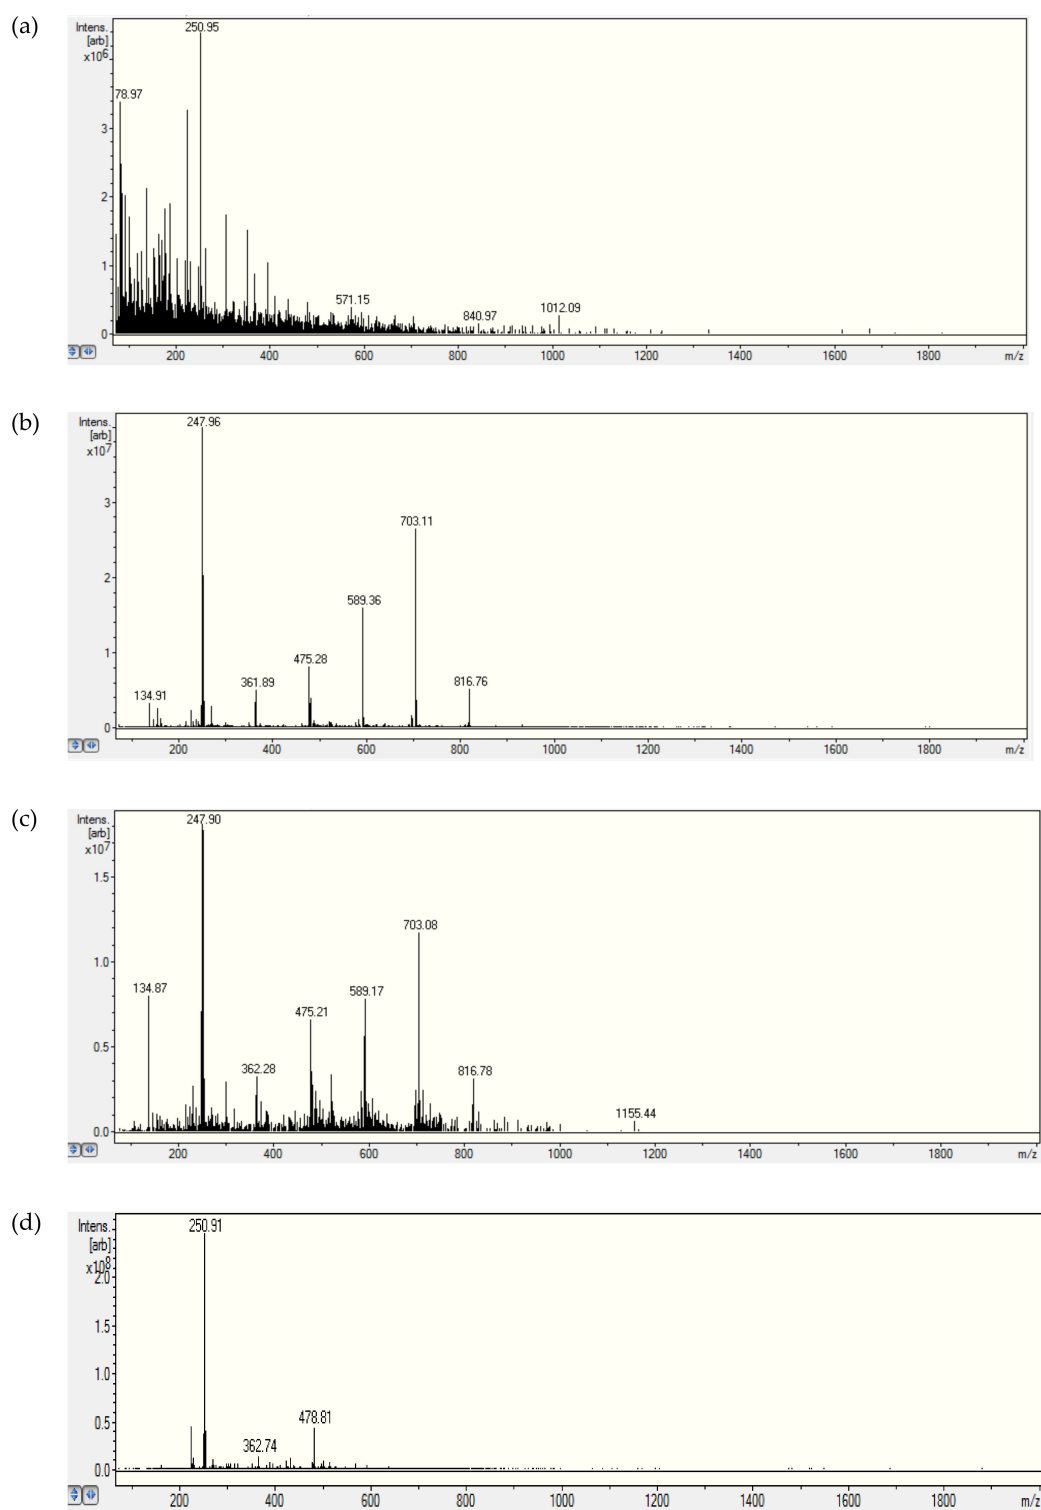 (a)
Intens.
[arb]
x10⁶
250.95
78.97
3
2
1
0
571.15
840.97
1012.09
200 400 600 800 1000 1200 1400 1600 1800 m/z
(b)
Intens.
[arb]
x10⁷
247.96
3
703.11
2
589.36
1
475.28
361.89
816.76
134.91
0
200 400 600 800 1000 1200 1400 1600 1800 m/z
(c)
Intens.
[arb]
x10⁷
247.90
1.5
703.08
1.0
134.87
589.17
475.21
0.5
362.28
816.78
1155.44
0.0
200 400 600 800 1000 1200 1400 1600 1800 m/z
(d)
Intens.
[arb]
x10⁸
250.91
2.0
1.5
1.0
0.5
478.81
362.74
0.0
200 400 600 800 1000 1200 1400 1600 1800 m/z